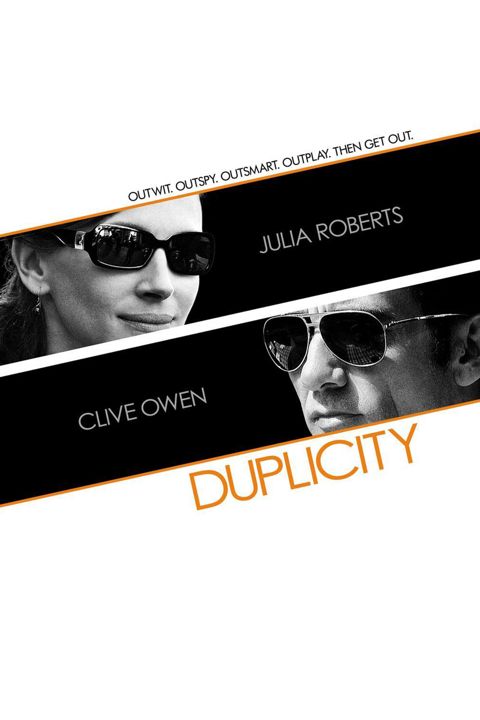 OUTWIT. OUTSPY. OUTSMART. OUTPLAY. THEN GET OUT.
JULIA ROBERTS
CLIVE OWEN
DUPLICITY